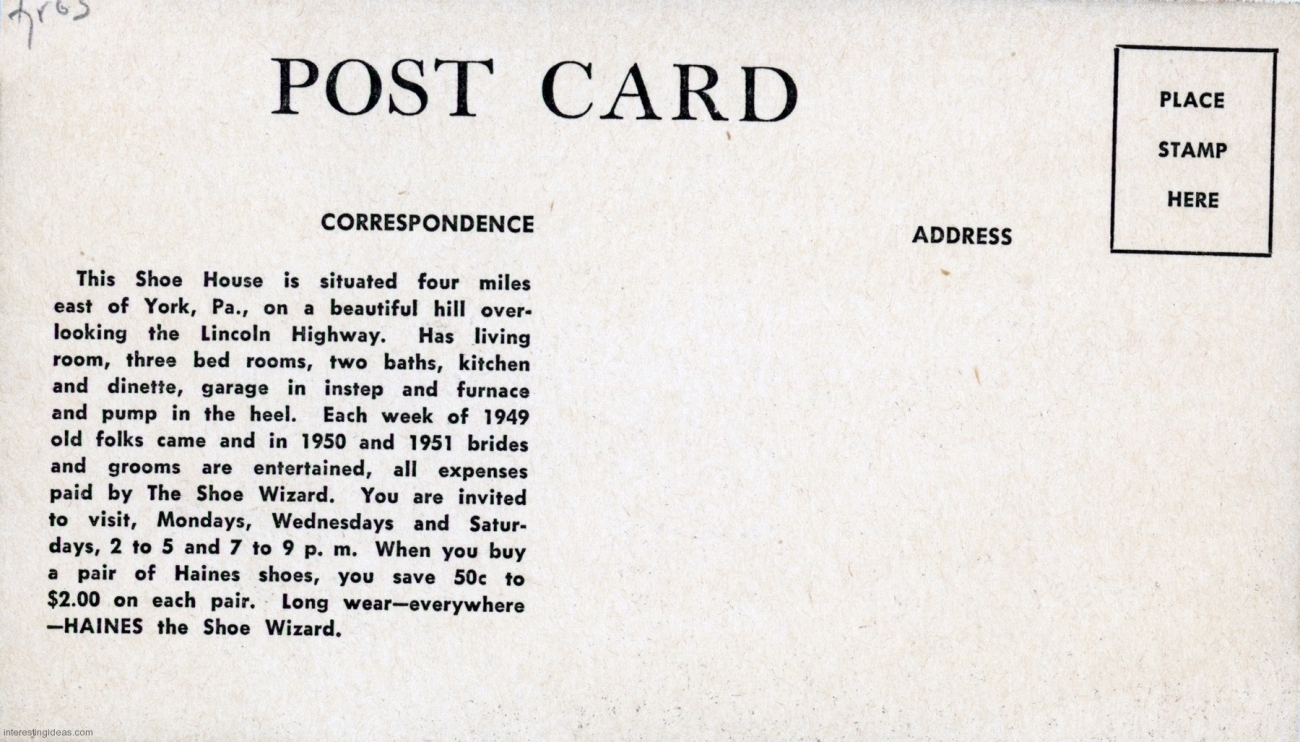 POST CARD
PLACE
STAMP
HERE
CORRESPONDENCE
ADDRESS
This Shoe House is situated four miles
east of York, Pa., on a beautiful hill over-
looking the Lincoln Highway. Has living
room, three bed rooms, two baths, kitchen
and dinette, garage in instep and furnace
and pump in the heel. Each week of 1949
old folks came and in 1950 and 1951 brides
and grooms are entertained, all expenses
paid by The Shoe Wizard. You are invited
to visit, Mondays, Wednesdays and Satur-
days, 2 to 5 and 7 to 9 p. m. When you buy
a pair of Haines shoes, you save 50c to
$2.00 on each pair. Long wear—everywhere
—HAINES the Shoe Wizard.
interestingideas.com